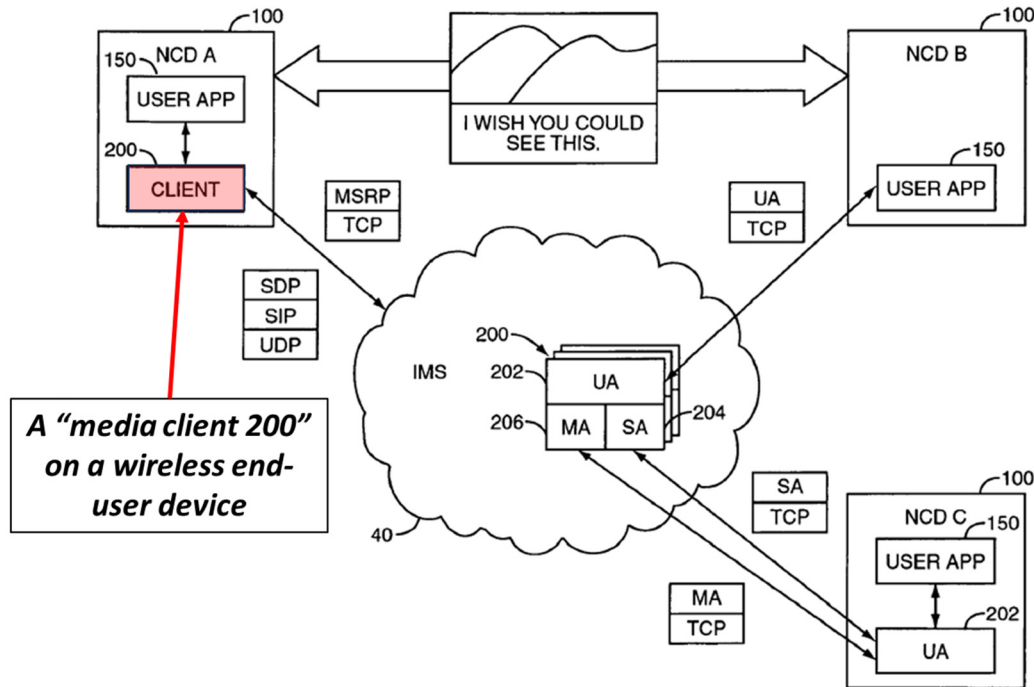 100
NCD A
150
USER APP
200
CLIENT
I WISH YOU COULD
SEE THIS.
100
NCD B
150
USER APP
MSRP
TCP
UA
TCP
SDP
SIP
UDP
IMS
200
202
UA
206
MA
SA
204
40
A “media client 200”
on a wireless end-
user device
SA
TCP
MA
TCP
100
NCD C
150
USER APP
202
UA